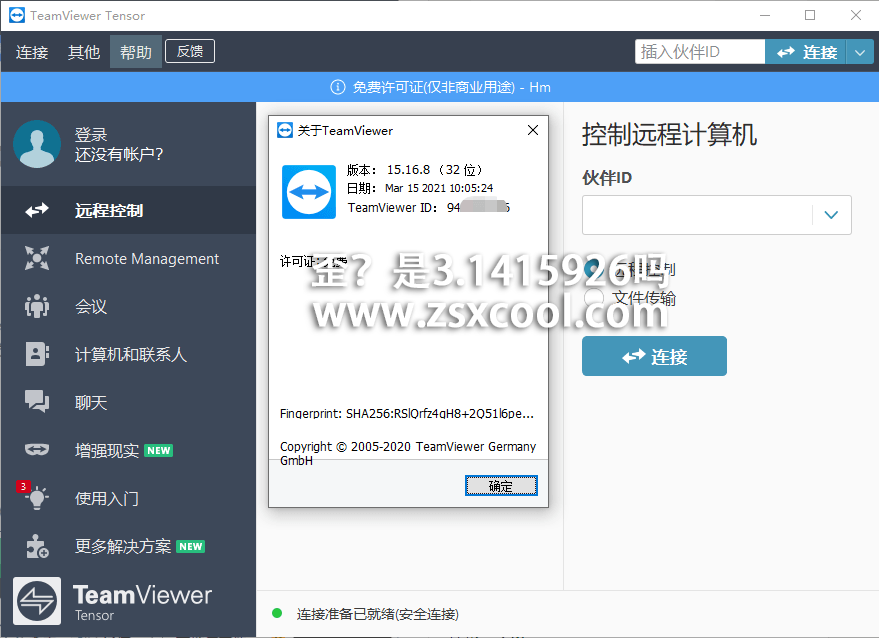 TeamViewer Tensor
连接 其他 帮助 反馈 插入伙伴ID 连接
免费许可证(仅非商业用途) - Hm
登录
还没有帐户?
远程控制
Remote Management
会议
计算机和联系人
聊天
增强现实 NEW
3
使用入门
更多解决方案 NEW
TeamViewer
Tensor
关于TeamViewer
版本: 15.16.8 (32 位)
日期: Mar 15 2021 10:05:24
TeamViewer ID: 94
许可证: 免费
Fingerprint: SHA256:RSlQrfz4qH8+2Q51l6pe...
Copyright © 2005-2020 TeamViewer Germany
GmbH
确定
控制远程计算机
伙伴ID
远程控制
文件传输
连接
歪? 是3.1415926吗
www.zsxcool.com
连接准备已就绪(安全连接)